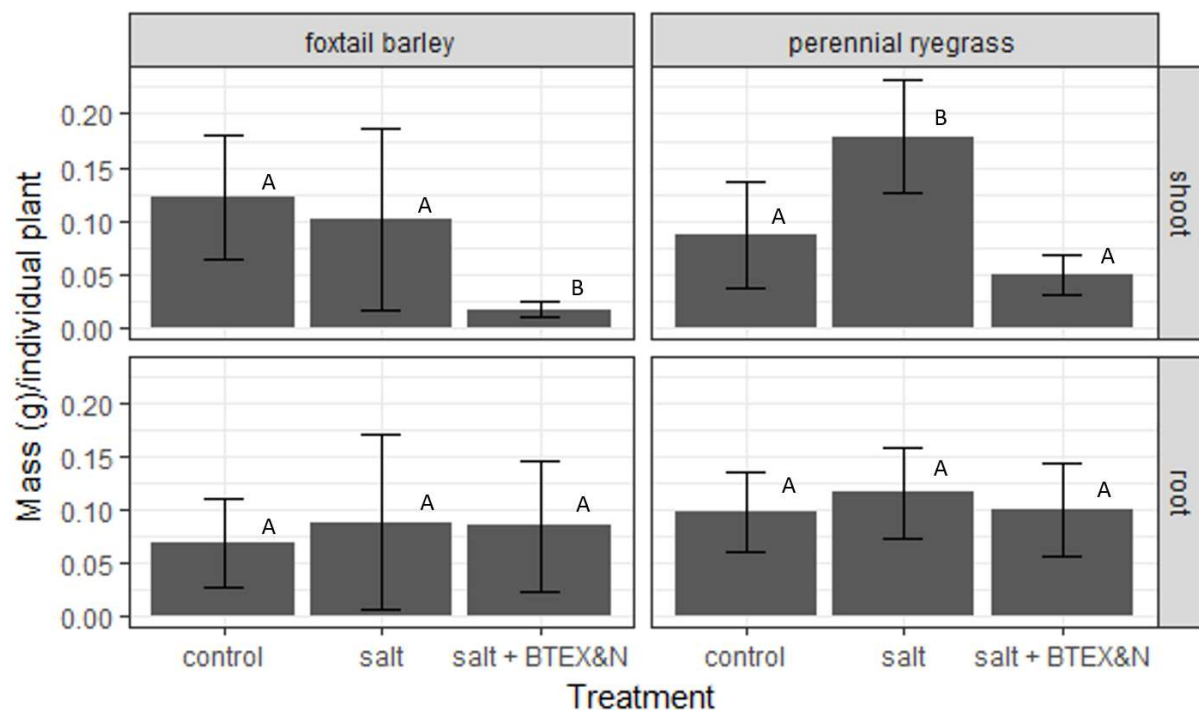 foxtail barley
perennial ryegrass
Mass (g)/individual plant
0.20
0.15
0.10
0.05
0.00
A
A
B
A
B
A
shoot
0.20
0.15
0.10
0.05
0.00
A
A
A
A
A
A
root
control
salt
salt + BTEX&N
control
salt
salt + BTEX&N
Treatment